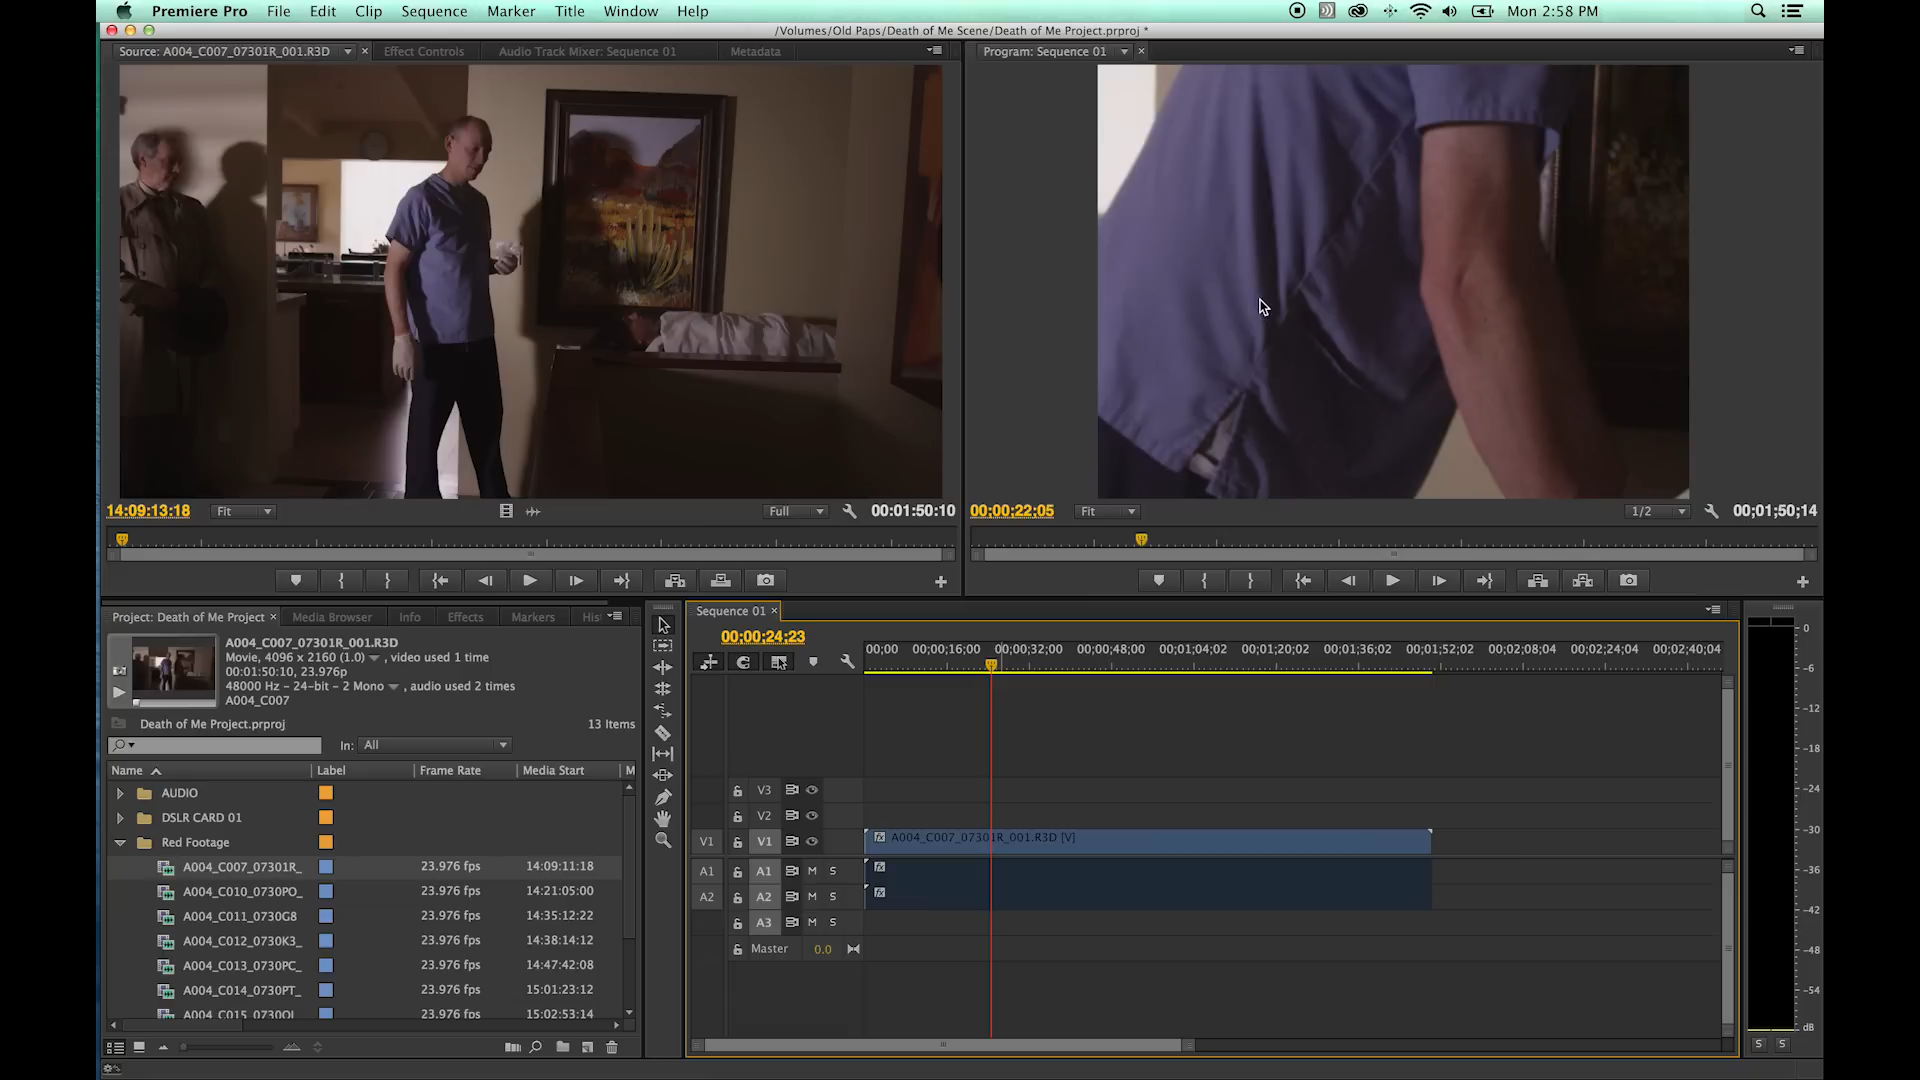 Premiere Pro File Edit Clip Sequence Marker Title Window Help Mon 2:58 PM
/Volumes/Old Paps/Death of Me Scene/Death of Me Project.prproj *
Source: A004_C007_07301R_001.R3D × Effect Controls Audio Track Mixer: Sequence 01 Metadata
Program: Sequence 01 ×
14:09:13:18 Fit Full 00:01:50:10
00;00;22;05 Fit 1/2 00;01;50;14
Project: Death of Me Project × Media Browser Info Effects Markers His
A004_C007_07301R_001.R3D
Movie, 4096 x 2160 (1.0) , video used 1 time
00:01:50:10, 23.976p
48000 Hz - 24-bit - 2 Mono , audio used 2 times
A004_C007
Death of Me Project.prproj 13 Items
In: All
Name Label Frame Rate Media Start M
AUDIO
DSLR CARD 01
Red Footage
A004_C007_07301R_ 23.976 fps 14:09:11:18
A004_C010_0730PO_ 23.976 fps 14:21:05:00
A004_C011_0730G8 23.976 fps 14:35:12:22
A004_C012_0730K3_ 23.976 fps 14:38:14:12
A004_C013_0730PC_ 23.976 fps 14:47:42:08
A004_C014_0730PT_ 23.976 fps 15:01:23:12
A004_C015_0730OL 23.976 fps 15:02:53:14
Sequence 01 ×
00;00;24;23
00;00 00;00;16;00 00;00;32;00 00;00;48;00 00;01;04;02 00;01;20;02 00;01;36;02 00;01;52;02 00;02;08;04 00;02;24;04 00;02;40;04
V3
V2
V1 V1 fx A004_C007_07301R_001.R3D [V]
A1 A1 M S fx
A2 A2 M S fx
A3 M S
Master 0.0
0
-6
-12
-18
-24
-30
-36
-42
-48
-54
dB
S S